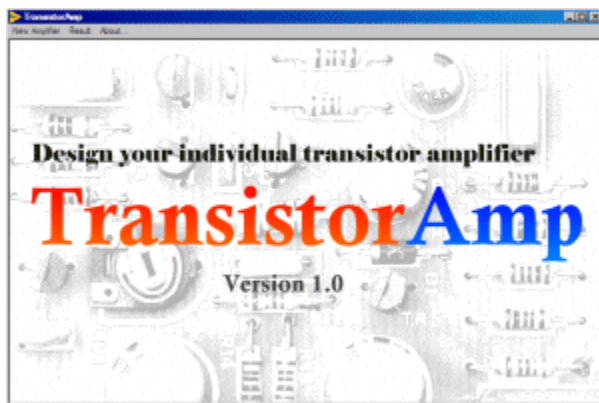 TransistorAmp
New Amplifier Result About...
Design your individual transistor amplifier
TransistorAmp
Version 1.0